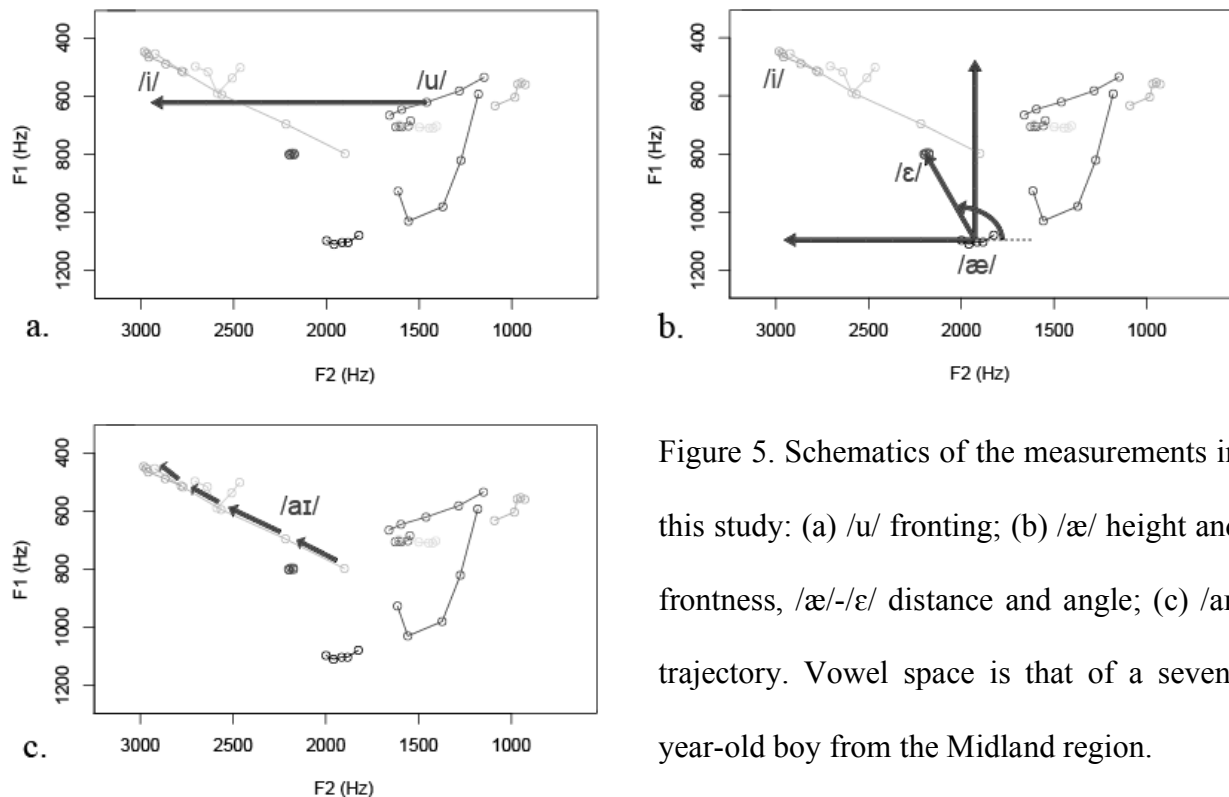 400
600
800
1000
1200
F1 (Hz)
/i/
/u/
3000 2500 2000 1500 1000
F2 (Hz)
a.
400
600
800
1000
1200
F1 (Hz)
/i/
/ɛ/
/æ/
3000 2500 2000 1500 1000
F2 (Hz)
b.
400
600
800
1000
1200
F1 (Hz)
/aɪ/
3000 2500 2000 1500 1000
F2 (Hz)
c.
Figure 5. Schematics of the measurements in
this study: (a) /u/ fronting; (b) /æ/ height and
frontness, /æ/-/ɛ/ distance and angle; (c) /aɪ
trajectory. Vowel space is that of a seven
year-old boy from the Midland region.